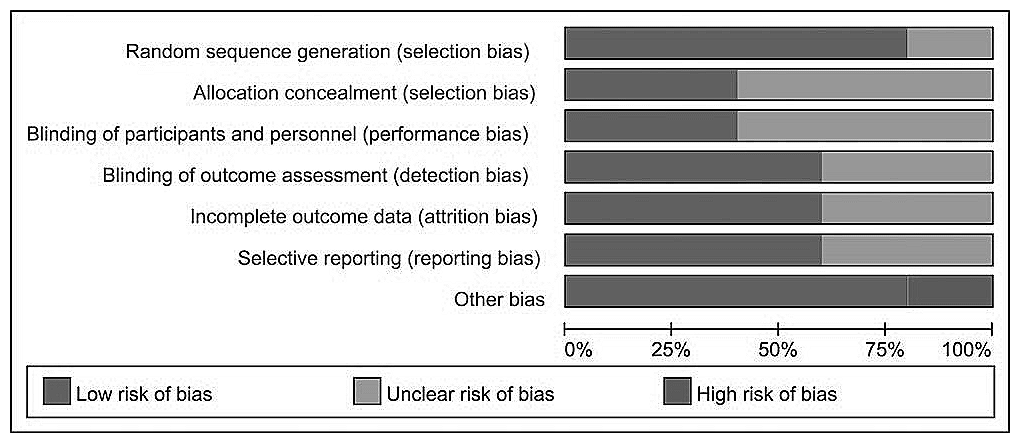 Random sequence generation (selection bias)
Allocation concealment (selection bias)
Blinding of participants and personnel (performance bias)
Blinding of outcome assessment (detection bias)
Incomplete outcome data (attrition bias)
Selective reporting (reporting bias)
Other bias
0% 25% 50% 75% 100%
Low risk of bias Unclear risk of bias High risk of bias